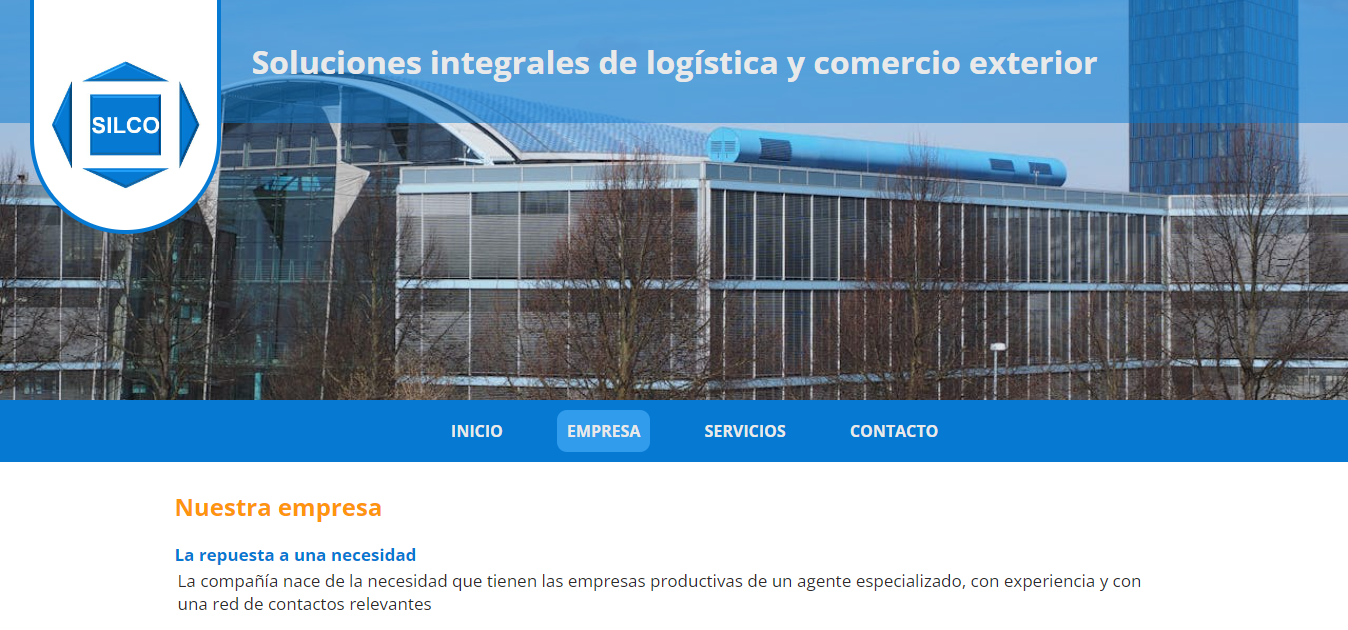 Soluciones integrales de logística y comercio exterior
SILCO
INICIO EMPRESA SERVICIOS CONTACTO
Nuestra empresa
La repuesta a una necesidad
La compañía nace de la necesidad que tienen las empresas productivas de un agente especializado, con experiencia y con
una red de contactos relevantes